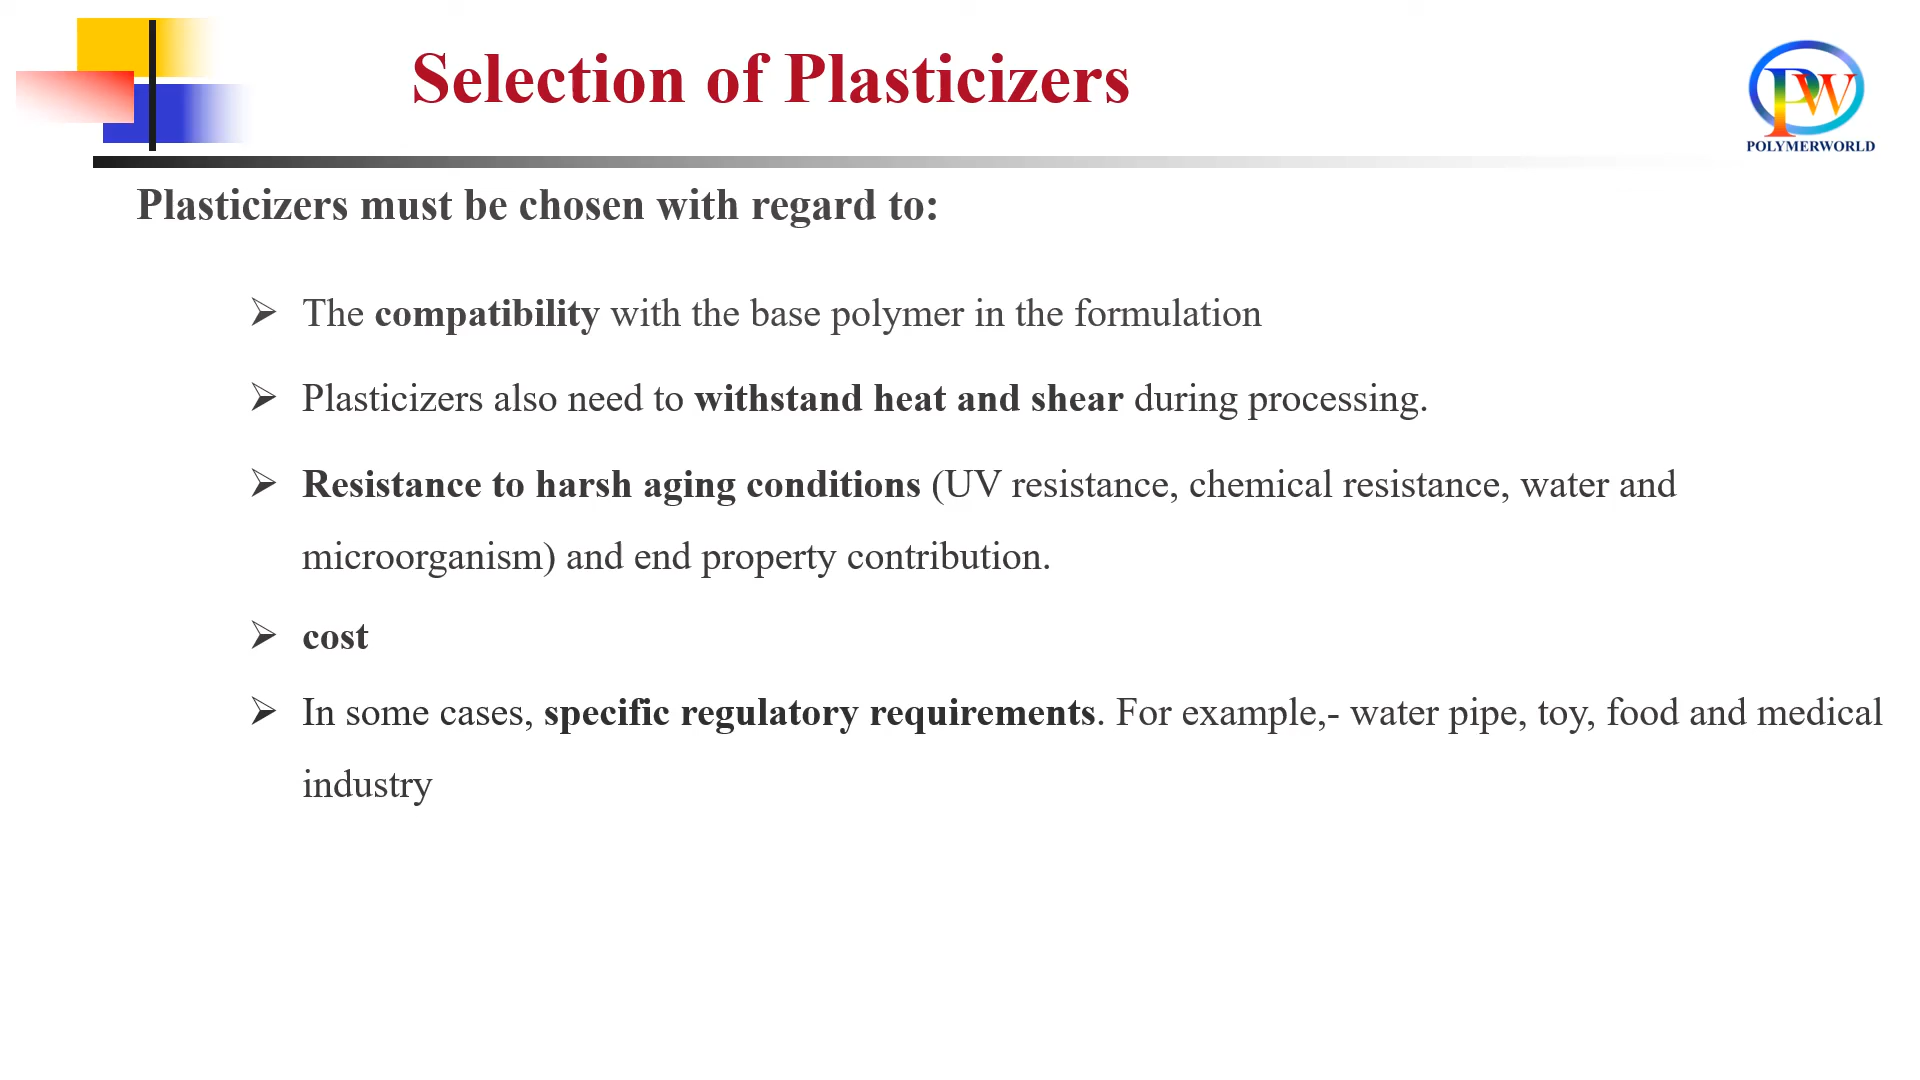 Selection of Plasticizers
PW
POLYMERWORLD
Plasticizers must be chosen with regard to:
➢ The compatibility with the base polymer in the formulation
➢ Plasticizers also need to withstand heat and shear during processing.
➢ Resistance to harsh aging conditions (UV resistance, chemical resistance, water and
microorganism) and end property contribution.
➢ cost
➢ In some cases, specific regulatory requirements. For example,- water pipe, toy, food and medical
industry